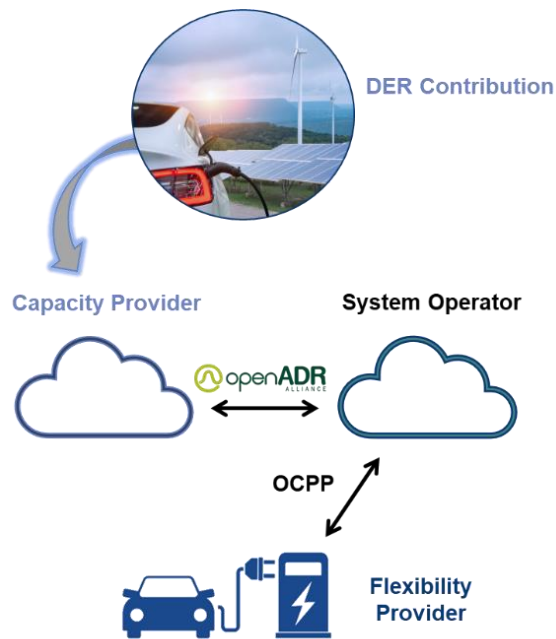 DER Contribution
Capacity Provider
System Operator
openADR
ALLIANCE
OCPP
Flexibility
Provider